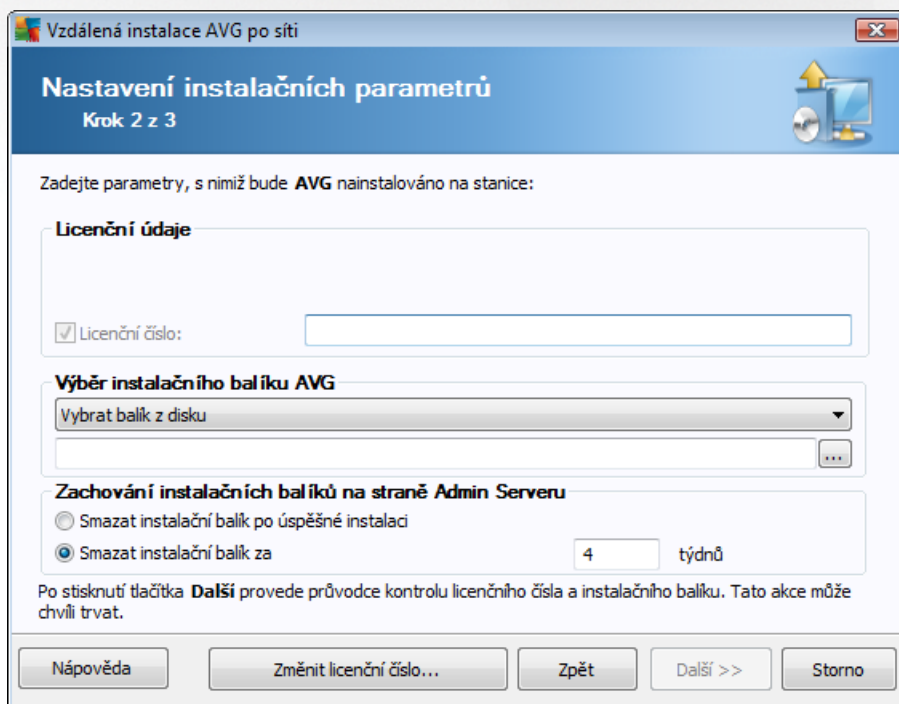 Vzdálená instalace AVG po síti
Nastavení instalačních parametrů
Krok 2 z 3
Zadejte parametry, s nimiž bude AVG nainstalováno na stanice:
Licenční údaje
Licenční číslo:
Výběr instalačního balíku AVG
Vybrat balík z disku
...
Zachování instalačních balíků na straně Admin Serveru
Smazat instalační balík po úspěšné instalaci
Smazat instalační balík za 4 týdnů
Po stisknutí tlačítka Další provede průvodce kontrolu licenčního čísla a instalačního balíku. Tato akce může
chvíli trvat.
Nápověda Změnit licenční číslo... Zpět Další >> Storno